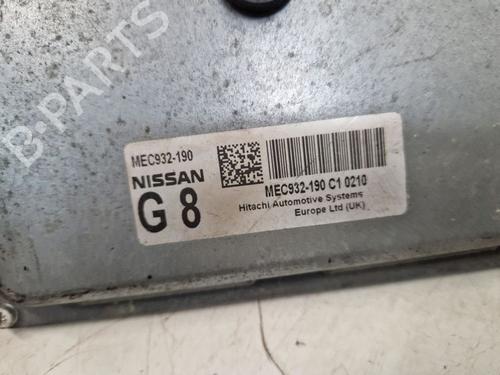 B-PARTS
MEC932-190
NISSAN
G 8
MEC932-190 C1 0210
Hitachi Automotive Systems
Europe Ltd (UK)